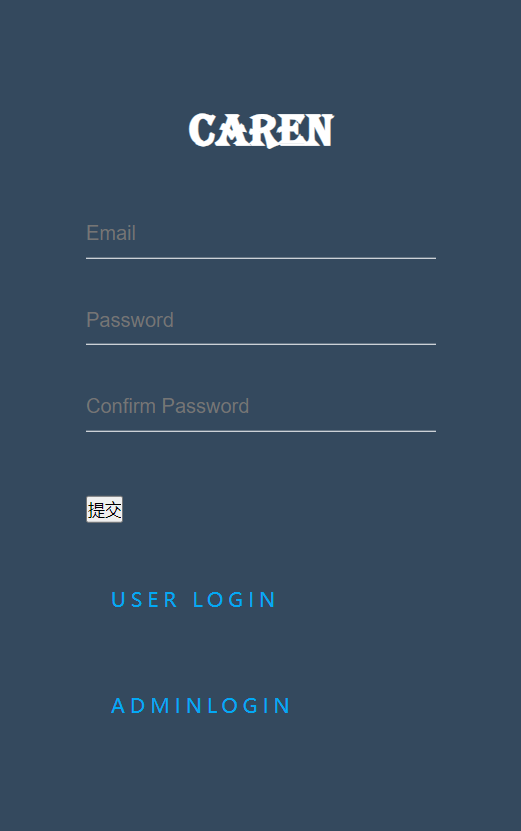 CAREN
Email
Password
Confirm Password
提交
USER LOGIN
ADMINLOGIN